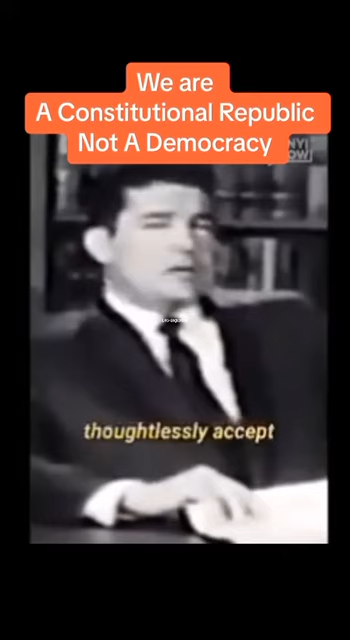 We are
A Constitutional Republic
Not A Democracy
thoughtlessly accept